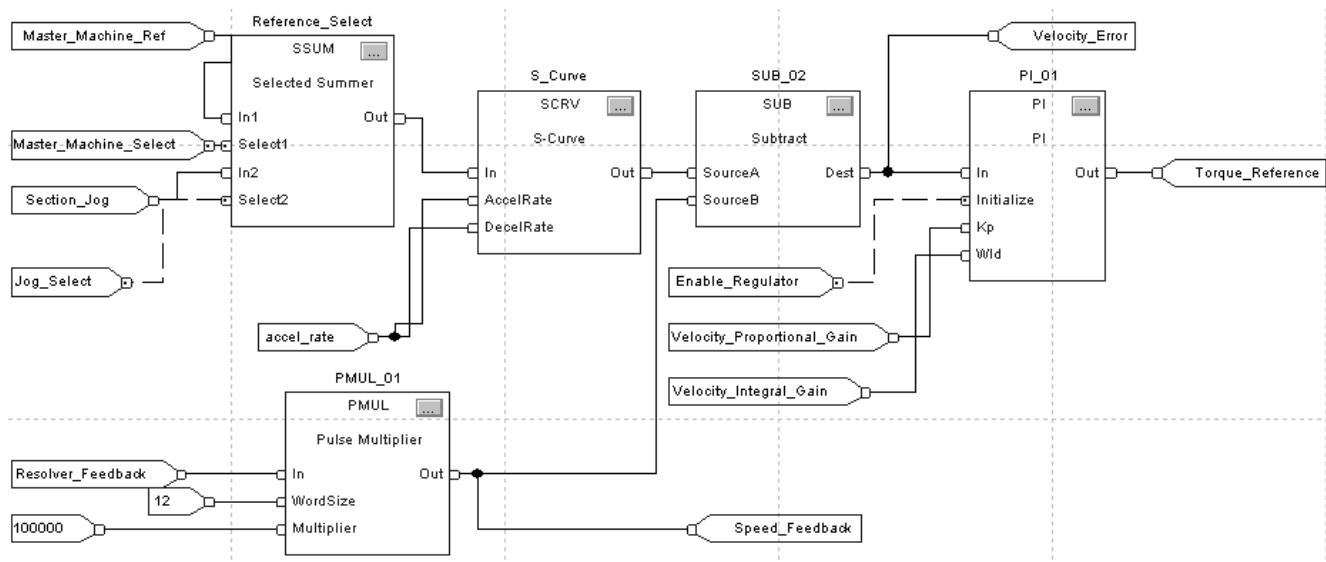 Reference_Select
Master_Machine_Ref
SSUM
...
Selected Summer
In1
Out
Master_Machine_Select
Select1
In2
Section_Jog
Select2
Jog_Select
accel_rate
S_Curve
SCRV
...
S-Curve
In
Out
AccelRate
DecelRate
SUB_02
SUB
...
Subtract
SourceA
Dest
SourceB
Velocity_Error
PI_01
PI
...
PI
In
Out
Initialize
Kp
Wld
Torque_Reference
Enable_Regulator
Velocity_Proportional_Gain
Velocity_Integral_Gain
PMUL_01
PMUL
...
Pulse Multiplier
Resolver_Feedback
In
Out
12
WordSize
100000
Multiplier
Speed_Feedback